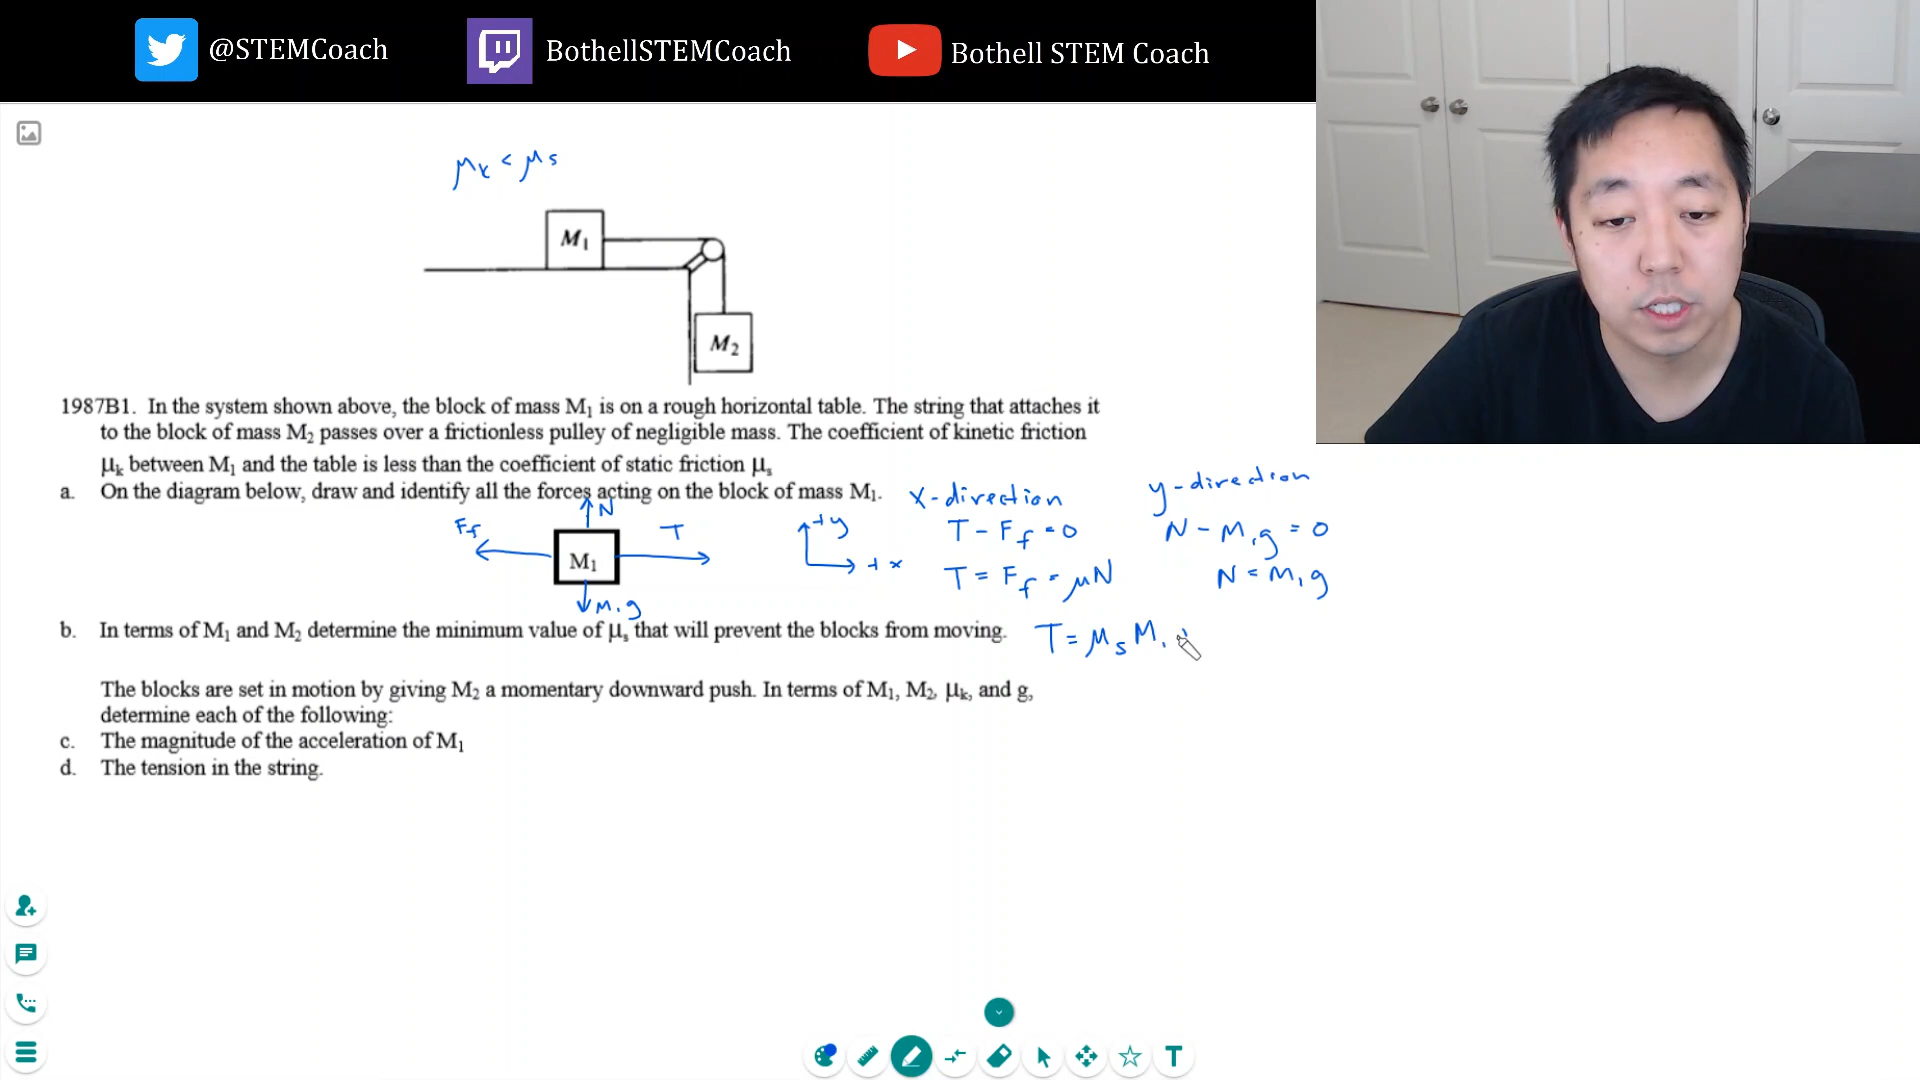 @STEMCoach
BothellSTEMCoach
Bothell STEM Coach
μk < μs
M1
M2
1987B1. In the system shown above, the block of mass M1 is on a rough horizontal table. The string that attaches it
to the block of mass M2 passes over a frictionless pulley of negligible mass. The coefficient of kinetic friction
μk between M1 and the table is less than the coefficient of static friction μs
a. On the diagram below, draw and identify all the forces acting on the block of mass M1.
x-direction
y-direction
Ff
N
T
M1
M1g
+y
+x
T - Ff = 0
N - M1g = 0
T = Ff = μN
N = M1g
b. In terms of M1 and M2 determine the minimum value of μs that will prevent the blocks from moving.
T = μs M1
The blocks are set in motion by giving M2 a momentary downward push. In terms of M1, M2, μk, and g,
determine each of the following:
c. The magnitude of the acceleration of M1
d. The tension in the string.
T